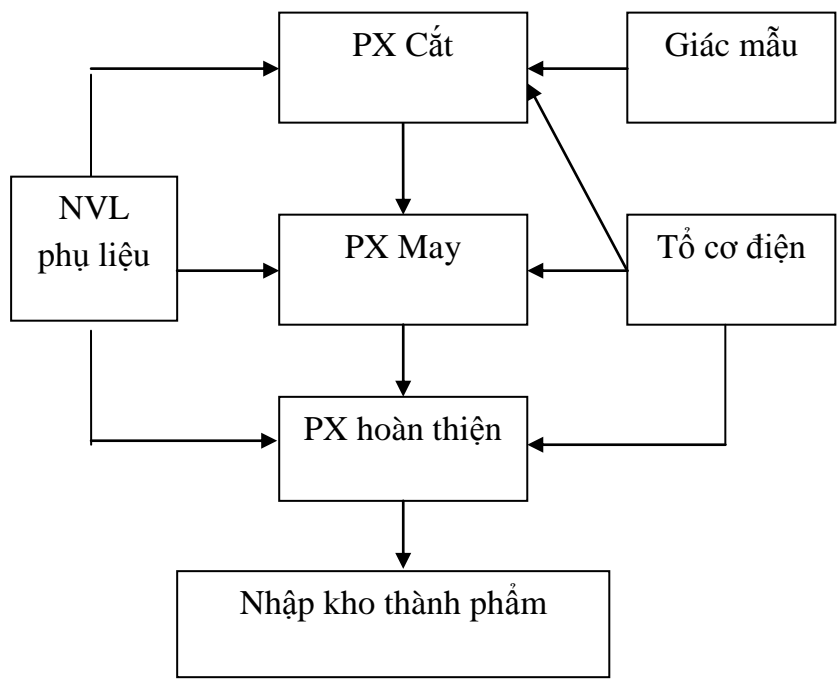 PX Cắt
Giác mẫu
NVL
phụ liệu
PX May
Tổ cơ điện
PX hoàn thiện
Nhập kho thành phẩm